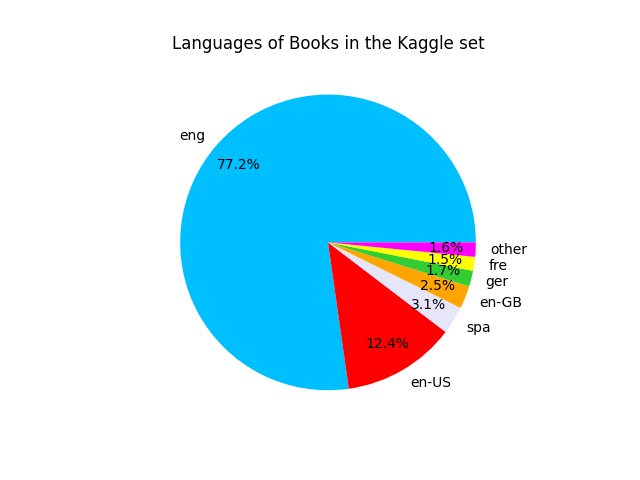 Languages of Books in the Kaggle set
eng
77.2%
1.6%
other
1.5%
fre
1.7%
ger
2.5%
en-GB
3.1%
spa
12.4%
en-US